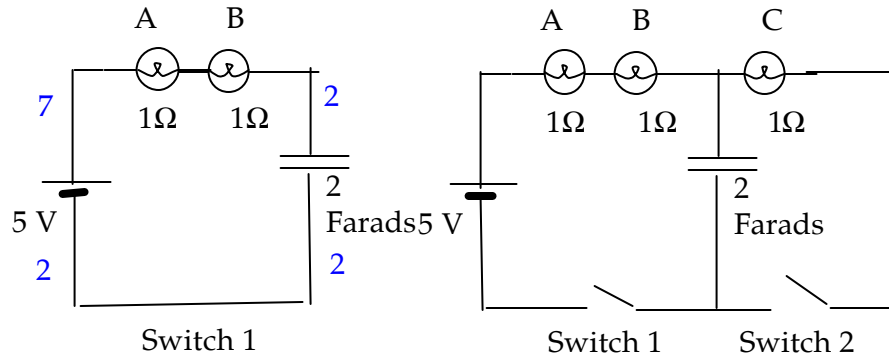 A B
7 2
1Ω 1Ω
2
5 V Farads
2 2
Switch 1
A B C
1Ω 1Ω 1Ω
2
5 V Farads
Switch 1 Switch 2